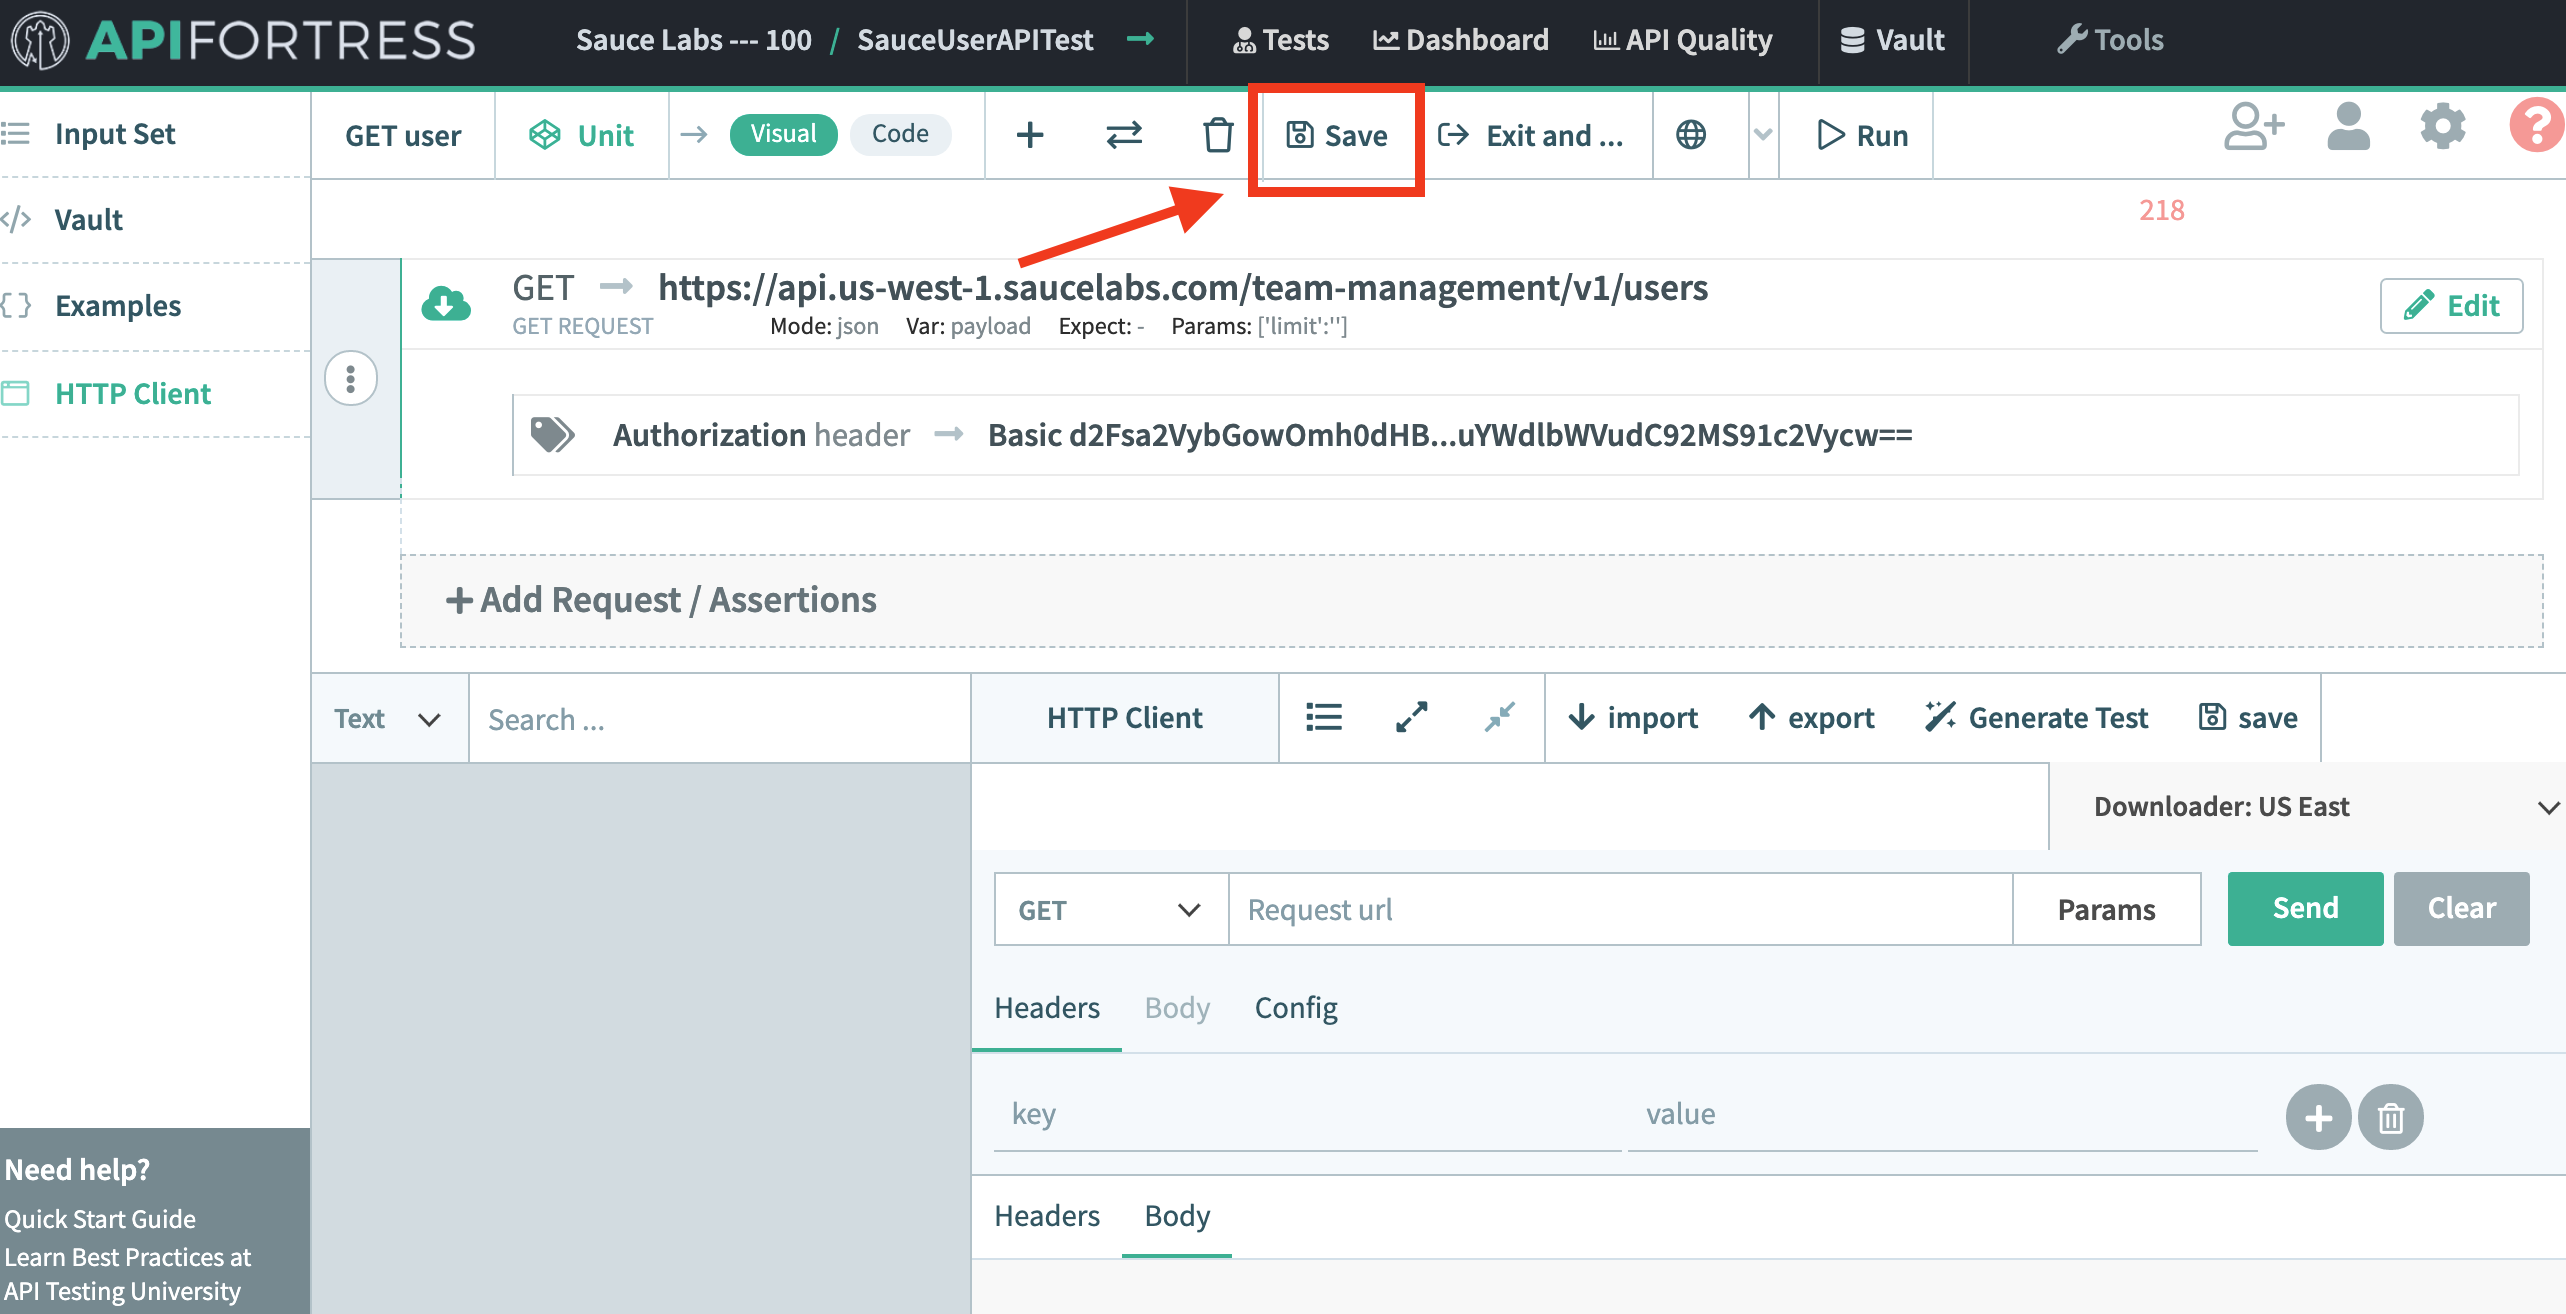 APIFORTRESS
Sauce Labs --- 100 / SauceUserAPITest
Tests
Dashboard
API Quality
Vault
Tools
Input Set
Vault
Examples
HTTP Client
GET user
Unit
Visual
Code
Save
Exit and ...
Run
218
GET https://api.us-west-1.saucelabs.com/team-management/v1/users
GET REQUEST Mode: json Var: payload Expect: - Params: ['limit':'']
Edit
Authorization header Basic d2Fsa2VybGowOmh0dHB...uYWdlbWVudC92MS91c2Vycw==
+ Add Request / Assertions
Text
Search ...
HTTP Client
import
export
Generate Test
save
Downloader: US East
GET
Request url
Params
Send
Clear
Headers
Body
Config
key
value
Headers
Body
Need help?
Quick Start Guide
Learn Best Practices at
API Testing University